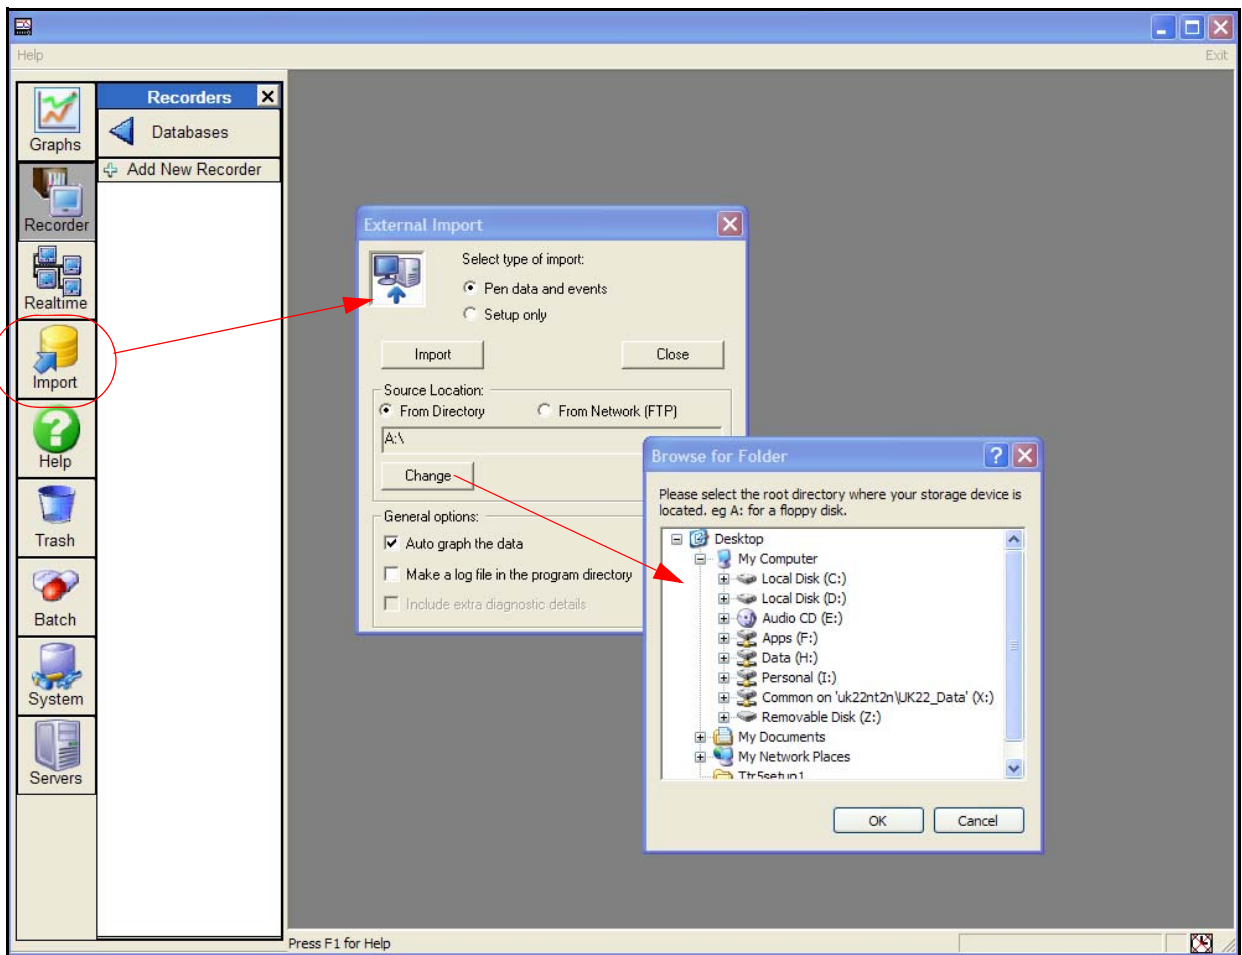 Help
Exit
Graphs
Recorder
Realtime
Import
Help
Trash
Batch
System
Servers
Recorders
Databases
Add New Recorder
External Import
Select type of import:
Pen data and events
Setup only
Import
Close
Source Location:
From Directory
From Network (FTP)
A:\
Change
General options:
Auto graph the data
Make a log file in the program directory
Include extra diagnostic details
Browse for Folder
Please select the root directory where your storage device is
located. eg A: for a floppy disk.
Desktop
My Computer
Local Disk (C:)
Local Disk (D:)
Audio CD (E:)
Apps (F:)
Data (H:)
Personal (I:)
Common on 'uk22nt2n\UK22_Data' (X:)
Removable Disk (Z:)
My Documents
My Network Places
Ttr5setup1
OK
Cancel
Press F1 for Help